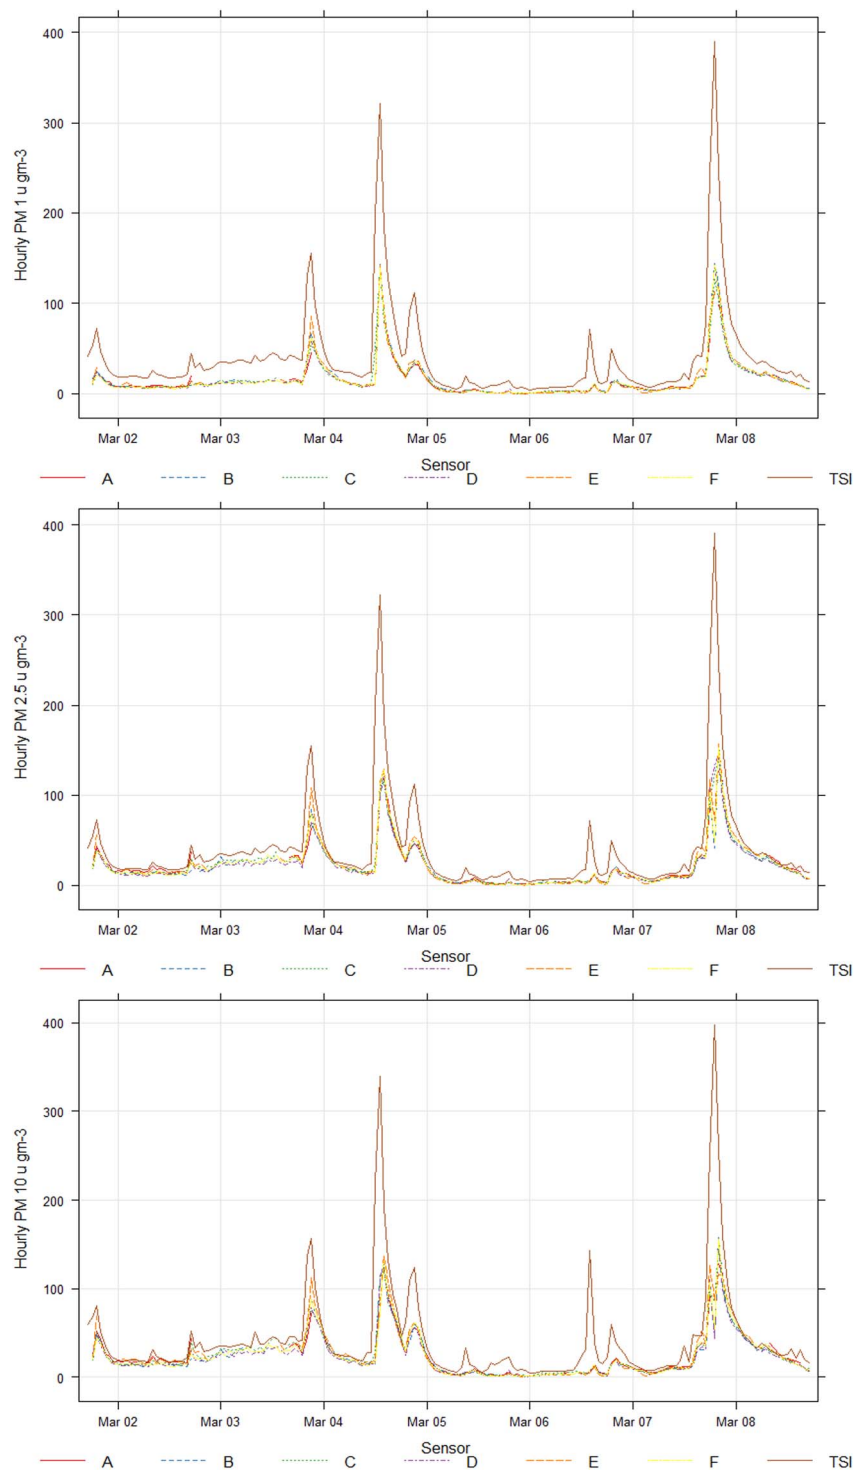 400
300
200
100
0
Hourly PM 1 u gm-3
Mar 02 Mar 03 Mar 04 Mar 05 Mar 06 Mar 07 Mar 08
Sensor
A B C D E F TSI
400
300
200
100
0
Hourly PM 2.5 u gm-3
Mar 02 Mar 03 Mar 04 Mar 05 Mar 06 Mar 07 Mar 08
Sensor
A B C D E F TSI
400
300
200
100
0
Hourly PM 10 u gm-3
Mar 02 Mar 03 Mar 04 Mar 05 Mar 06 Mar 07 Mar 08
Sensor
A B C D E F TSI